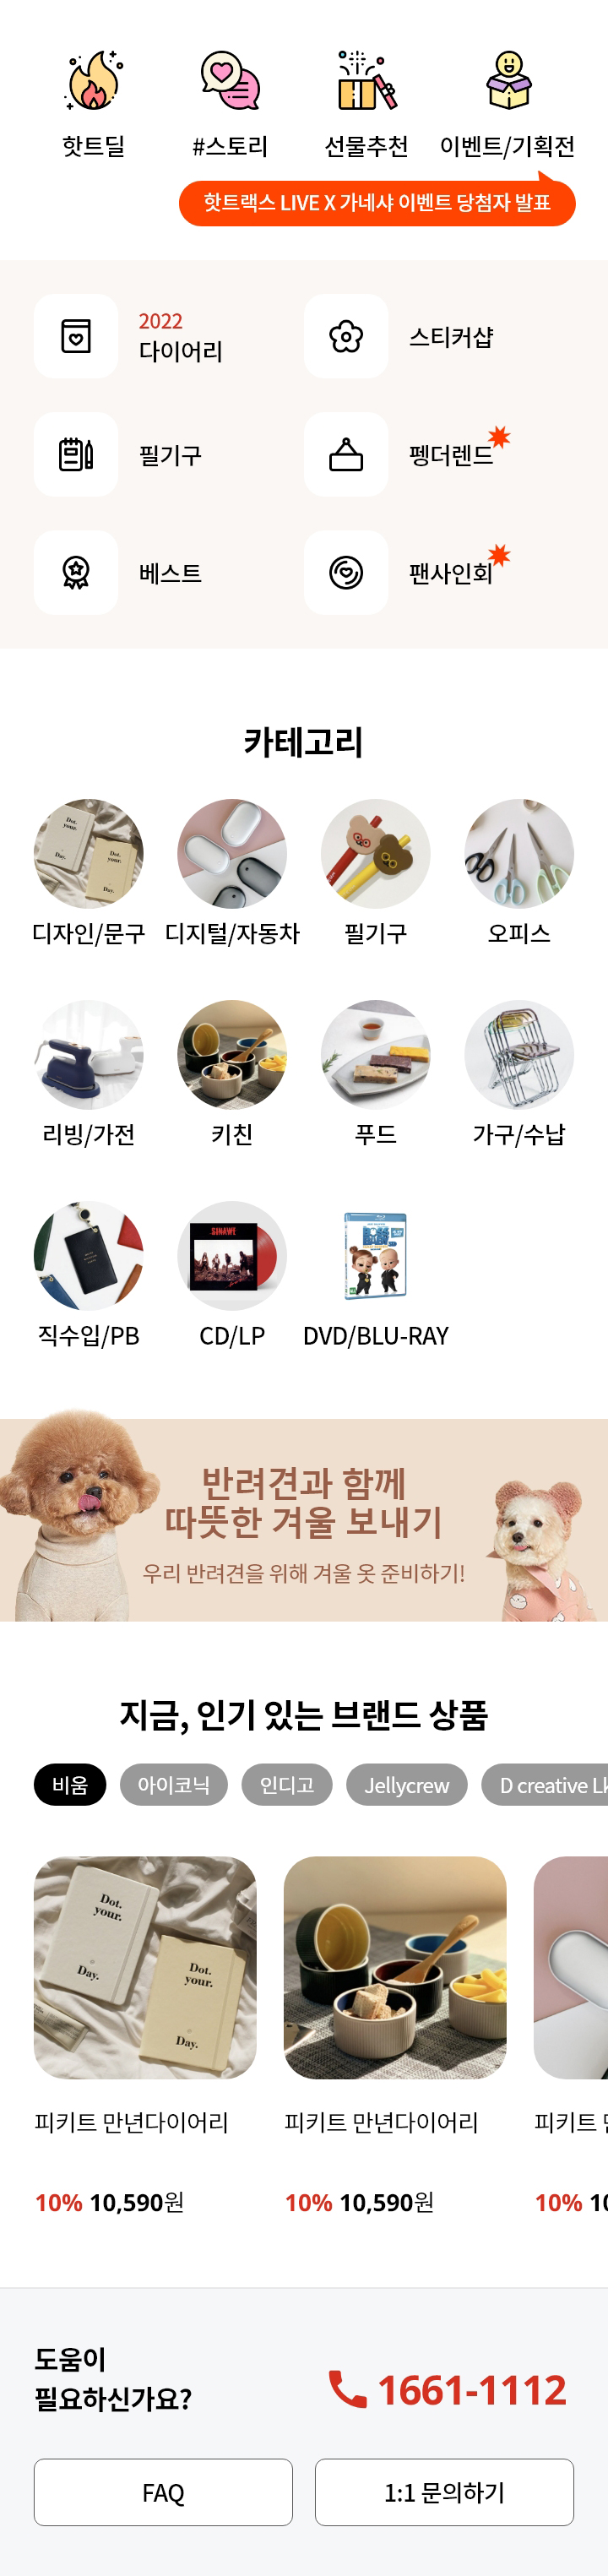 핫트딜
#스토리
선물추천
이벤트/기획전
핫트랙스 LIVE X 가네샤 이벤트 당첨자 발표
2022
다이어리
스티커샵
필기구
펭더렌드
베스트
팬사인회
카테고리
Dot.
your.
Day.
Dot.
your.
Day.
디자인/문구
디지털/자동차
필기구
오피스
리빙/가전
키친
푸드
가구/수납
SINAWE
직수입/PB
CD/LP
DVD/BLU-RAY
반려견과 함께
따뜻한 겨울 보내기
우리 반려견을 위해 겨울 옷 준비하기!
지금, 인기 있는 브랜드 상품
비움
아이코닉
인디고
Jellycrew
D creative
Dot.
your.
Day.
Dot.
your.
Day.
피키트 만년다이어리
피키트 만년다이어리
피키트
10% 10,590원
10% 10,590원
10%
도움이
필요하신가요?
1661-1112
FAQ
1:1 문의하기